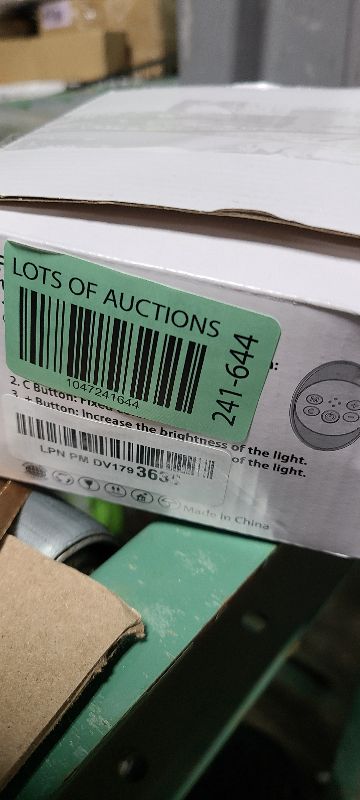 LOTS OF AUCTIONS
1047241644
241-644
2. C Button: Fixed
3. + Button: Increase the brightness of the light.
of the light.
LPN PM DV179
Made in China